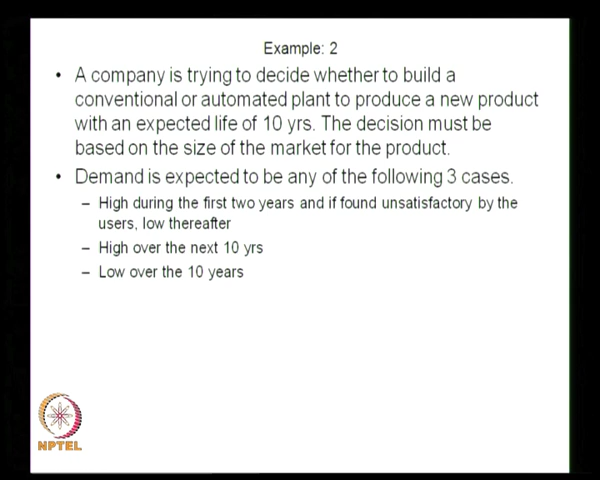 Example: 2
• A company is trying to decide whether to build a
conventional or automated plant to produce a new product
with an expected life of 10 yrs. The decision must be
based on the size of the market for the product.
• Demand is expected to be any of the following 3 cases.
– High during the first two years and if found unsatisfactory by the
users, low thereafter
– High over the next 10 yrs
– Low over the 10 years
NPTEL